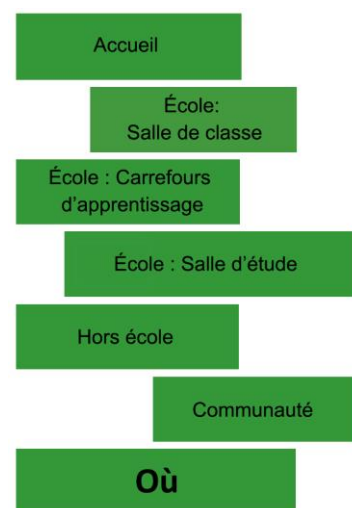 Accueil
École:
Salle de classe
École : Carrefours
d’apprentissage
École : Salle d’étude
Hors école
Communauté
Où